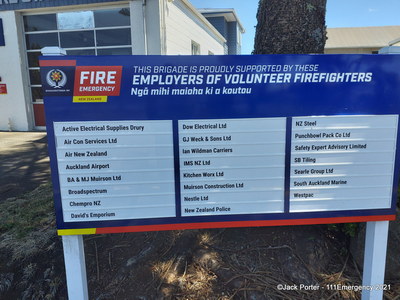 THIS BRIGADE IS PROUDLY SUPPORTED BY THESE
EMPLOYERS OF VOLUNTEER FIREFIGHTERS
Ngā mihi maioha ki a koutou
FIRE
EMERGENCY
NEW ZEALAND
Active Electrical Supplies Drury
Air Con Services Ltd
Air New Zealand
Auckland Airport
BA & MJ Muirson Ltd
Broadspectrum
Chempro NZ
David's Emporium
Dow Electrical Ltd
GJ Weck & Sons Ltd
Ian Wildman Carriers
IMS NZ Ltd
Kitchen Worx Ltd
Muirson Construction Ltd
Nestle Ltd
New Zealand Police
NZ Steel
Punchbowl Pack Co Ltd
Safety Expert Advisory Limited
SB Tiling
Searle Group Ltd
South Auckland Marine
Westpac
©Jack Porter - 111Emergency 2021